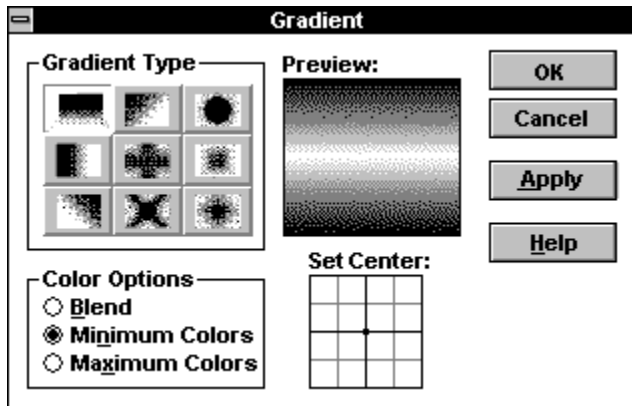 Gradient
Gradient Type
Preview:
OK
Cancel
Apply
Help
Set Center:
Color Options
Blend
Minimum Colors
Maximum Colors